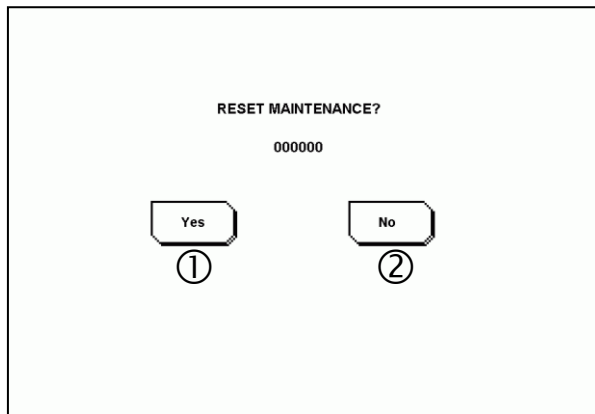 RESET MAINTENANCE?
000000
Yes No
① ②